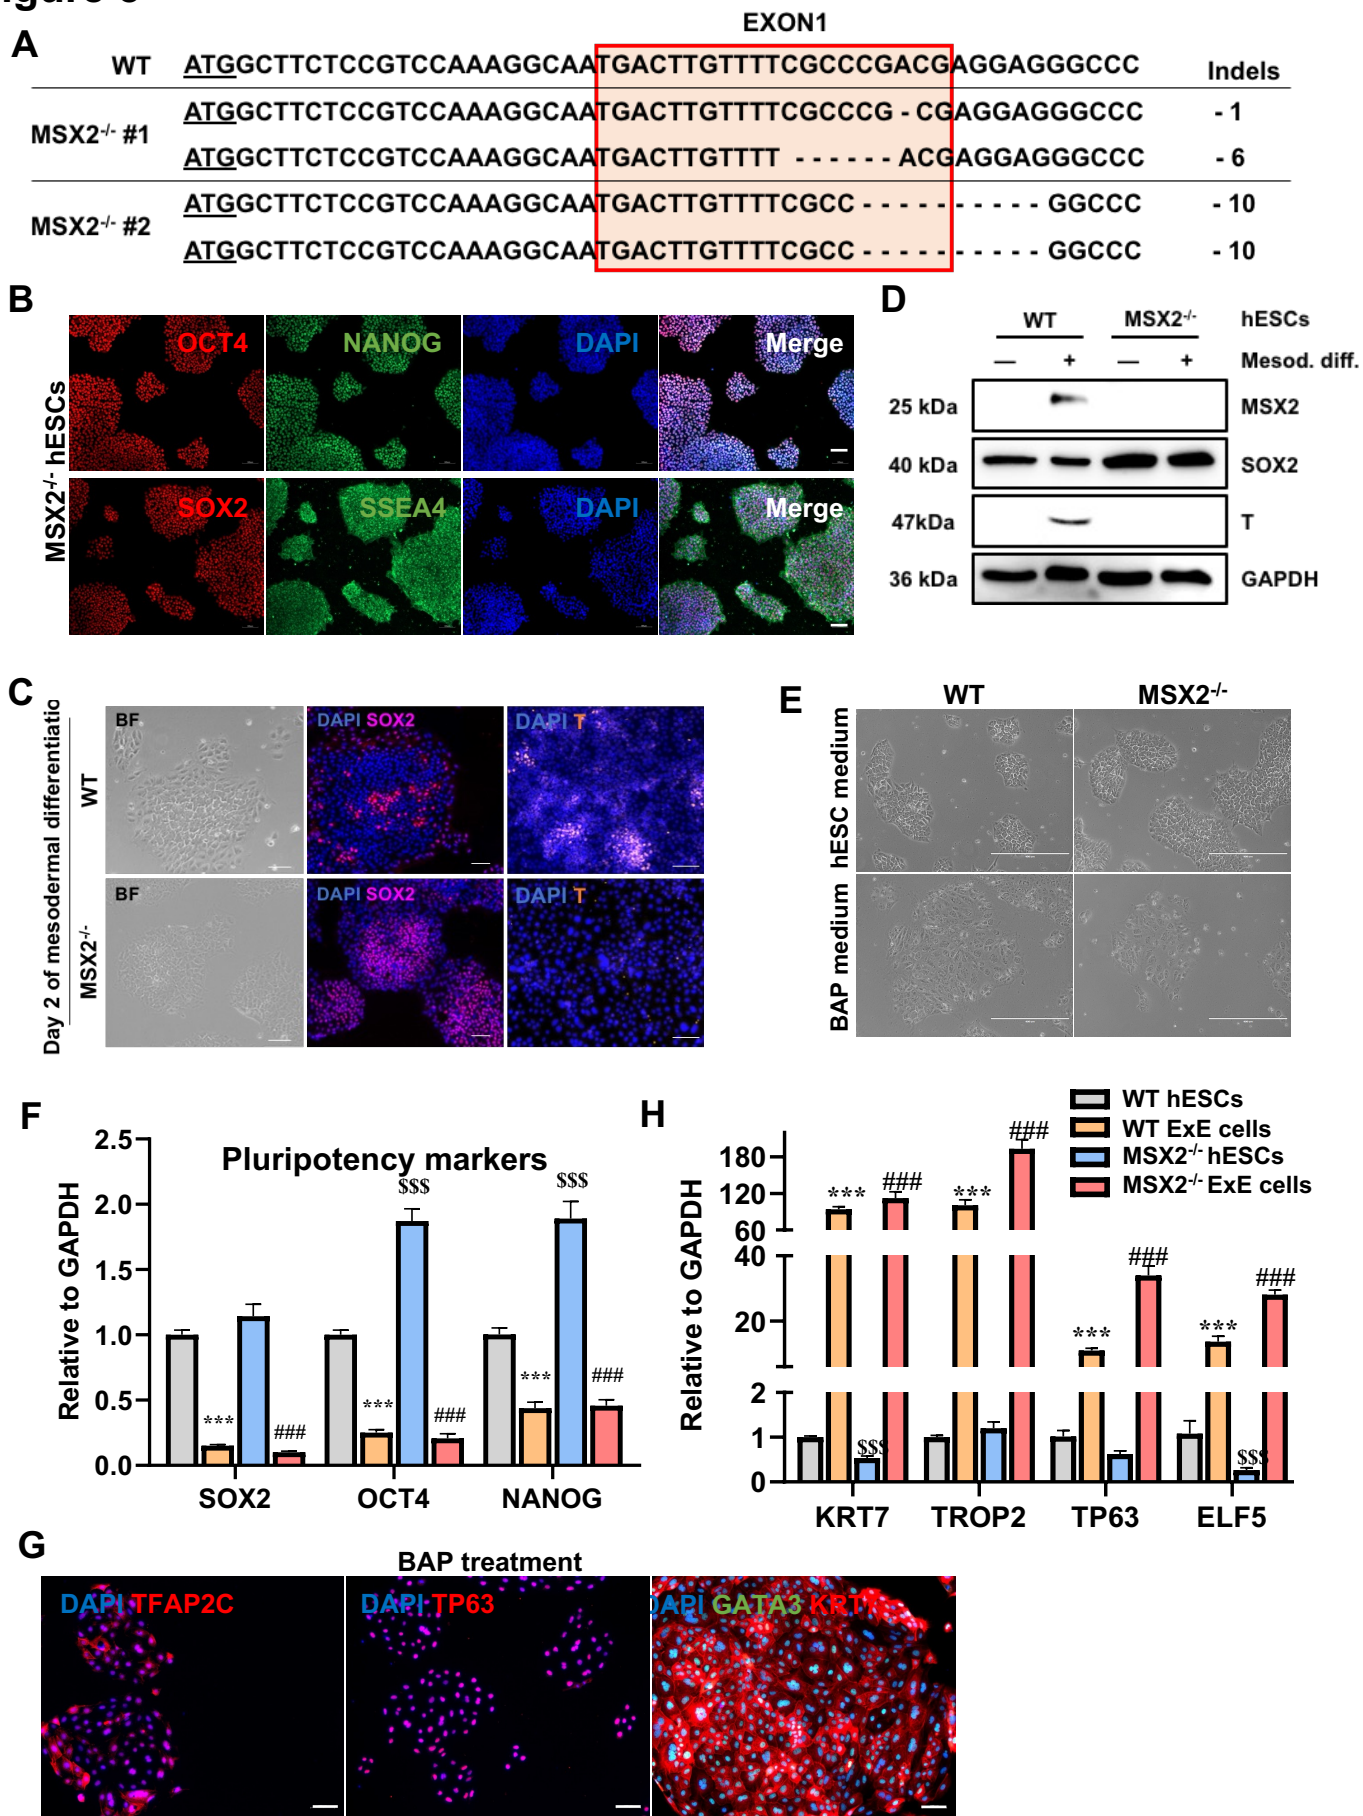 A
EXON1
WT ATGGCTTCTCCGTCCAAAGGCAATGACTTGTTTTCGCCCGACGAGGAGGGCCC Indels
MSX2-/- #1
ATGGCTTCTCCGTCCAAAGGCAATGACTTGTTTTCGCCCG - CGAGGAGGGCCC - 1
ATGGCTTCTCCGTCCAAAGGCAATGACTTGTTTT - - - - - - ACGAGGAGGGCCC - 6
MSX2-/- #2
ATGGCTTCTCCGTCCAAAGGCAATGACTTGTTTTCGCC - - - - - - - - - - GGCCC - 10
ATGGCTTCTCCGTCCAAAGGCAATGACTTGTTTTCGCC - - - - - - - - - - GGCCC - 10
B
MSX2-/- hESCs
OCT4 NANOG DAPI Merge
SOX2 SSEA4 DAPI Merge
D
WT MSX2-/- hESCs
— + — + Mesod. diff.
25 kDa MSX2
40 kDa SOX2
47kDa T
36 kDa GAPDH
C
Day 2 of mesodermal differentiatio
WT
BF DAPI SOX2 DAPI T
MSX2-/-
BF DAPI SOX2 DAPI T
E
WT MSX2-/-
hESC medium
BAP medium
F
Pluripotency markers
Relative to GAPDH
2.5
2.0
1.5
1.0
0.5
0.0
*** ### *** $$$ ### *** $$$ ###
SOX2 OCT4 NANOG
H
WT hESCs
WT ExE cells
MSX2-/- hESCs
MSX2-/- ExE cells
Relative to GAPDH
180
120
60
40
20
2
1
0
*** $$$ ### *** ### *** ### *** $$$ ###
KRT7 TROP2 TP63 ELF5
G
BAP treatment
DAPI TFAP2C DAPI TP63 DAPI GATA3